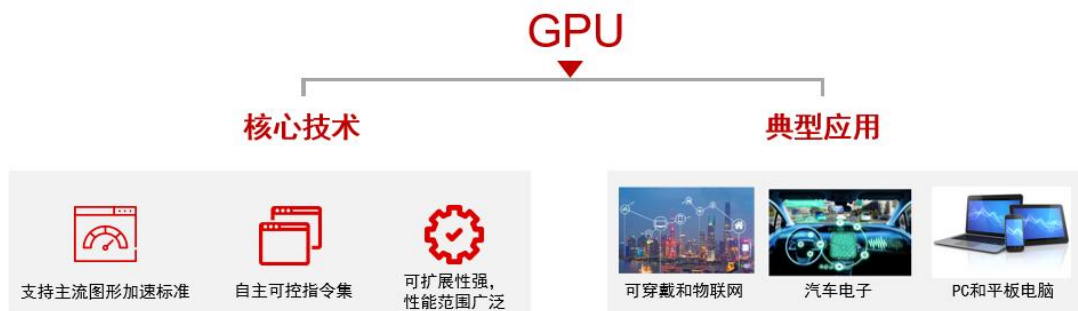 GPU
核心技术
典型应用
支持主流图形加速标准
自主可控指令集
可扩展性强，
性能范围广泛
可穿戴和物联网
汽车电子
PC和平板电脑